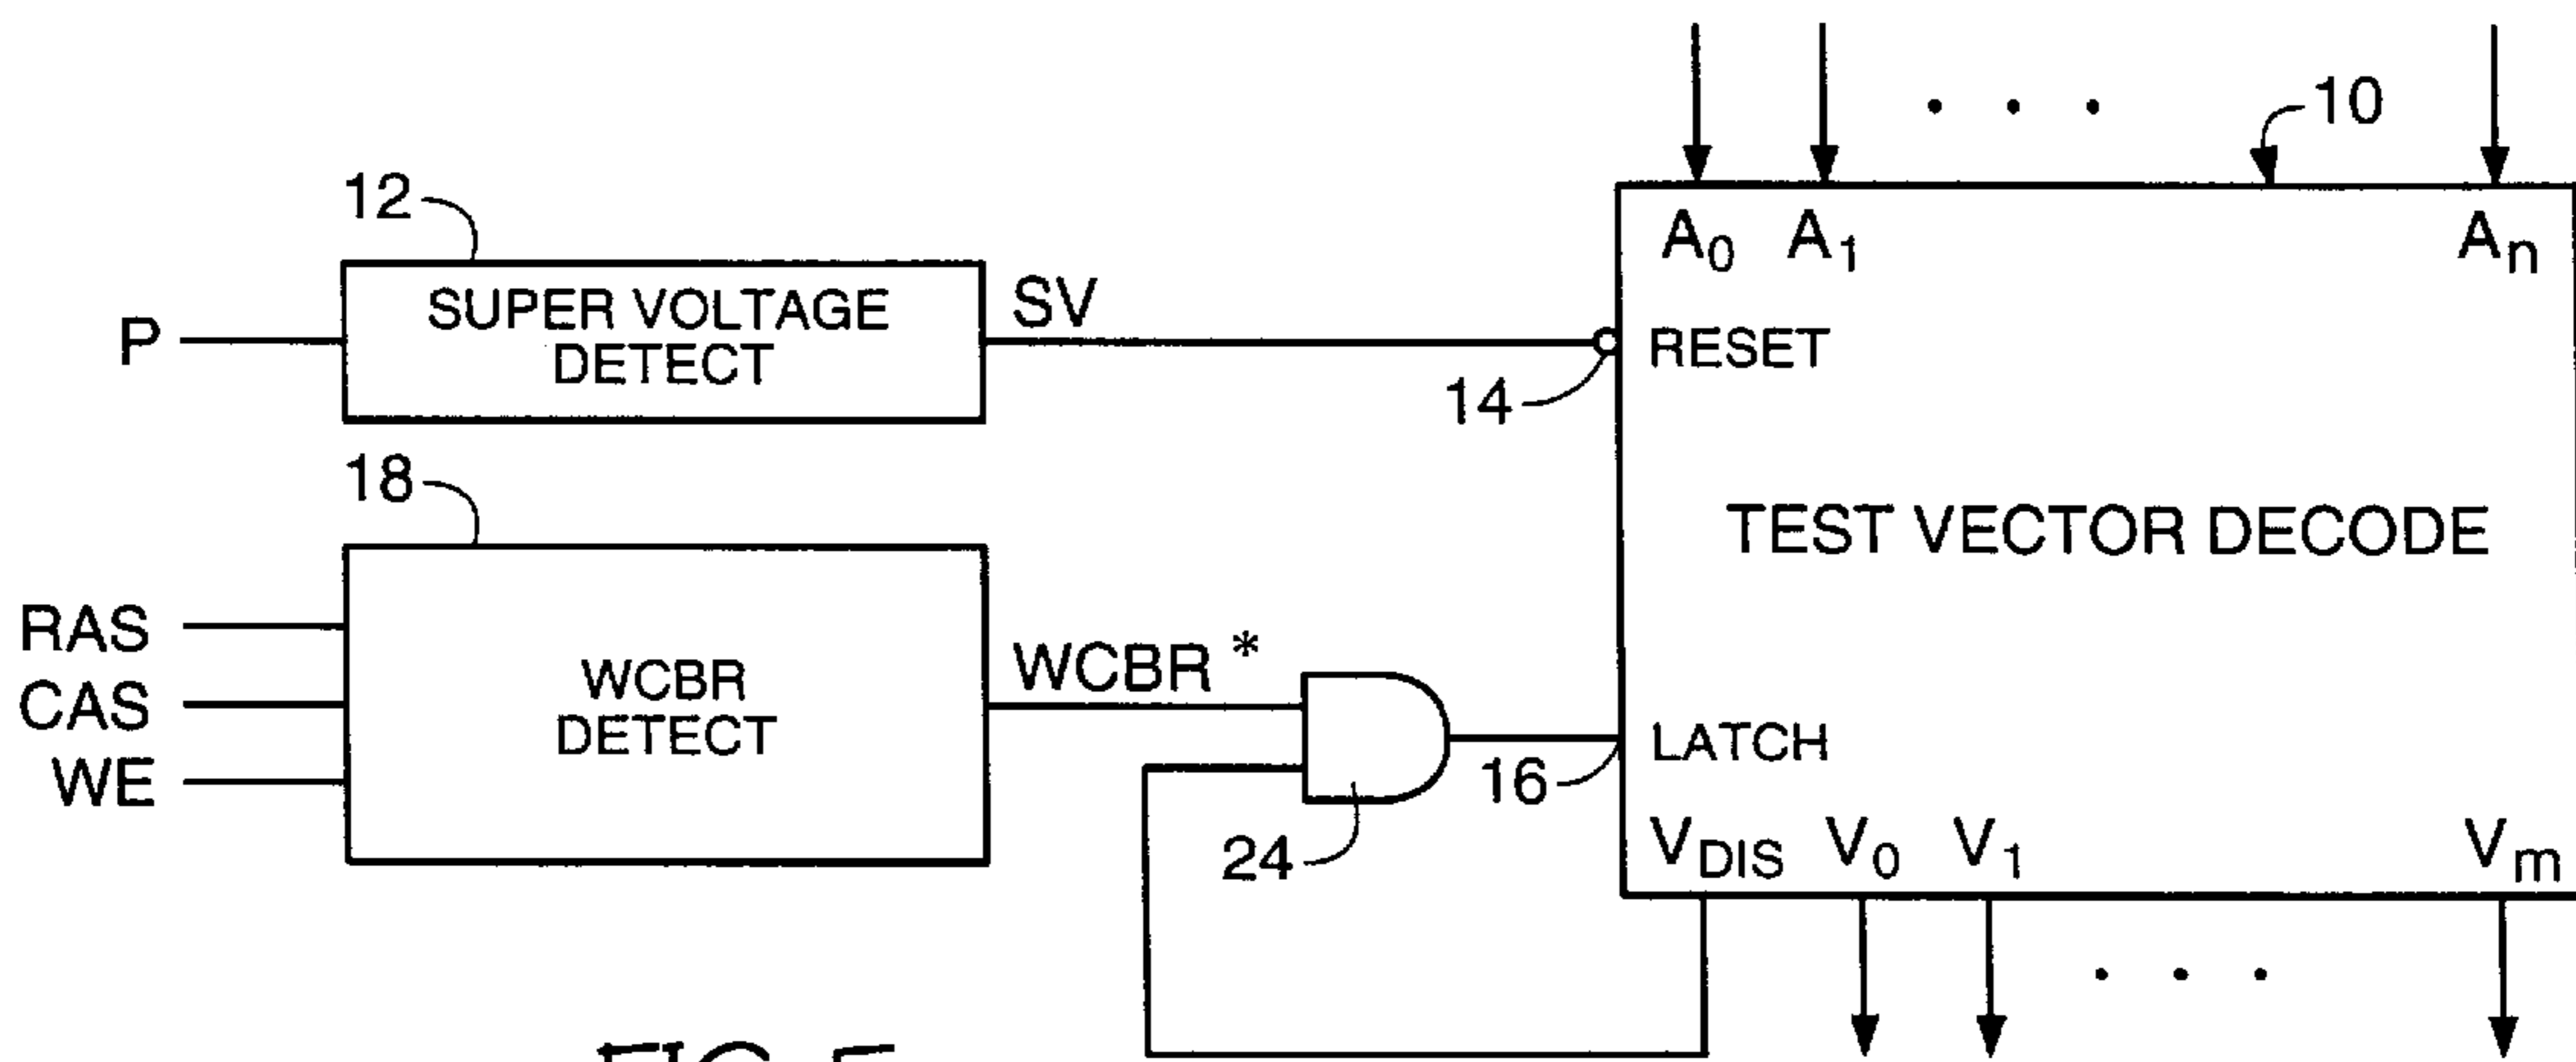 10
12
A0 A1 An
SUPER VOLTAGE
DETECT
SV
P
RESET
14
18
TEST VECTOR DECODE
RAS
CAS
WE
WCBR
DETECT
WCBR *
LATCH
16
24
VDIS V0 V1 Vm